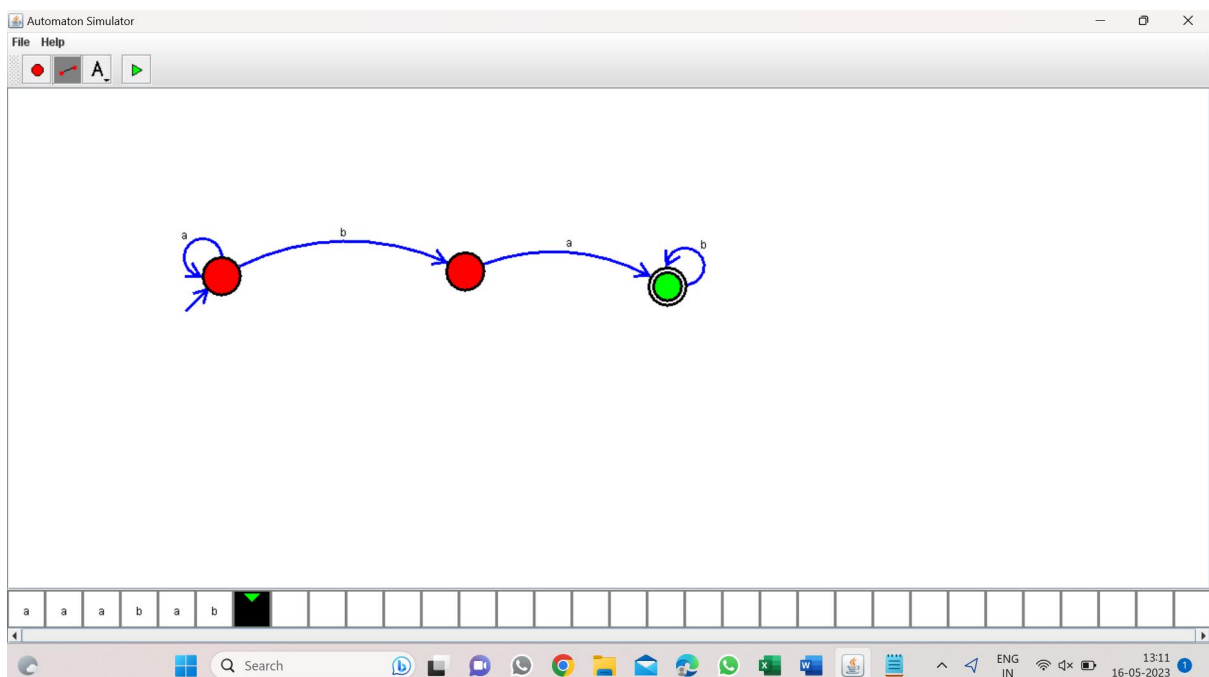 Automaton Simulator
File Help
A
a
b
a
b
a a a b a b
Search
ENG
IN
13:11
16-05-2023
1